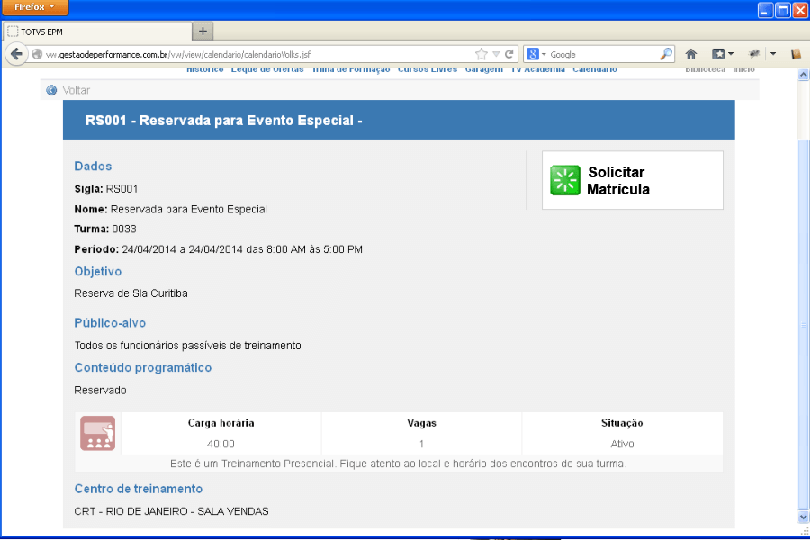 Firefox
TOTVS EPM
www.gestaodeperformance.com.br/vw/view/calendario/calendarioVolks.jsf
Google
Histórico Leque de Ofertas Trilha de Formação Cursos Livres Garagem TV Academia Calendário Biblioteca Início
Voltar
RS001 - Reservada para Evento Especial -
Dados
Sigla: RS001
Nome: Reservada para Evento Especial
Turma: 0033
Período: 24/04/2014 a 24/04/2014 das 8:00 AM às 5:00 PM
Solicitar
Matrícula
Objetivo
Reserva de Sla Curitiba
Público-alvo
Todos os funcionários passíveis de treinamento
Conteúdo programático
Reservado
Carga horária Vagas Situação
40:00 1 Ativo
Este é um Treinamento Presencial. Fique atento ao local e horário dos encontros de sua turma.
Centro de treinamento
CRT - RIO DE JANEIRO - SALA VENDAS